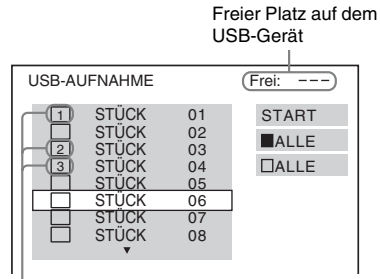 Freier Platz auf dem
USB-Gerät
USB-AUFNAHME
Frei: ---
1 STÜCK 01
STÜCK 02
2 STÜCK 03
3 STÜCK 04
STÜCK 05
STÜCK 06
STÜCK 07
STÜCK 08
START
ALLE
ALLE